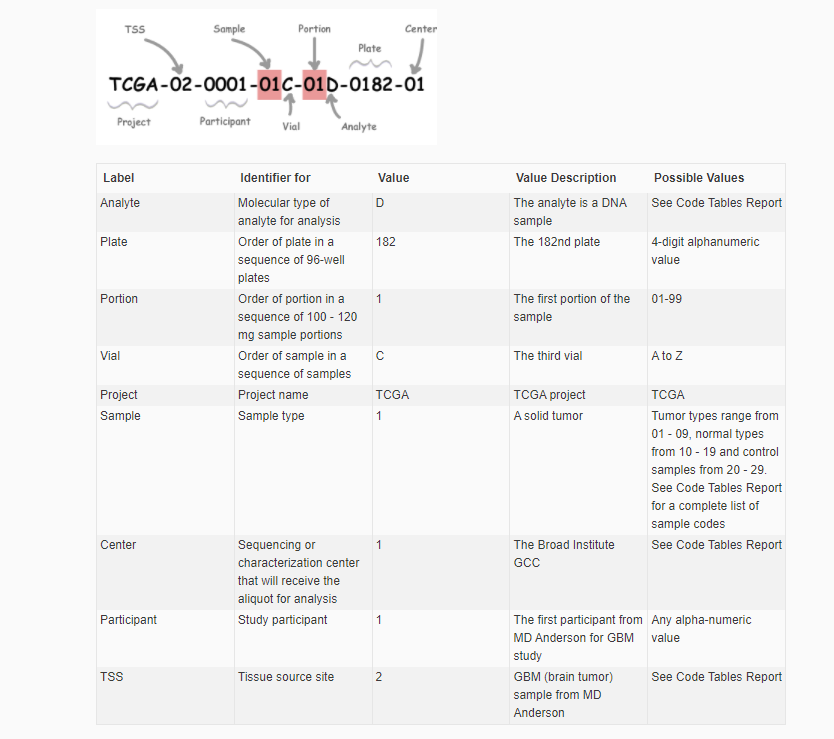 TSS Sample Portion Center
Plate
TCGA-02-0001-01C-01D-0182-01
Project Participant Vial Analyte
Label Identifier for Value Value Description Possible Values
Analyte Molecular type of analyte for analysis D The analyte is a DNA sample See Code Tables Report
Plate Order of plate in a sequence of 96-well plates 182 The 182nd plate 4-digit alphanumeric value
Portion Order of portion in a sequence of 100 - 120 mg sample portions 1 The first portion of the sample 01-99
Vial Order of sample in a sequence of samples C The third vial A to Z
Project Project name TCGA TCGA project TCGA
Sample Sample type 1 A solid tumor Tumor types range from 01 - 09, normal types from 10 - 19 and control samples from 20 - 29. See Code Tables Report for a complete list of sample codes
Center Sequencing or characterization center that will receive the aliquot for analysis 1 The Broad Institute GCC See Code Tables Report
Participant Study participant 1 The first participant from MD Anderson for GBM study Any alpha-numeric value
TSS Tissue source site 2 GBM (brain tumor) sample from MD Anderson See Code Tables Report